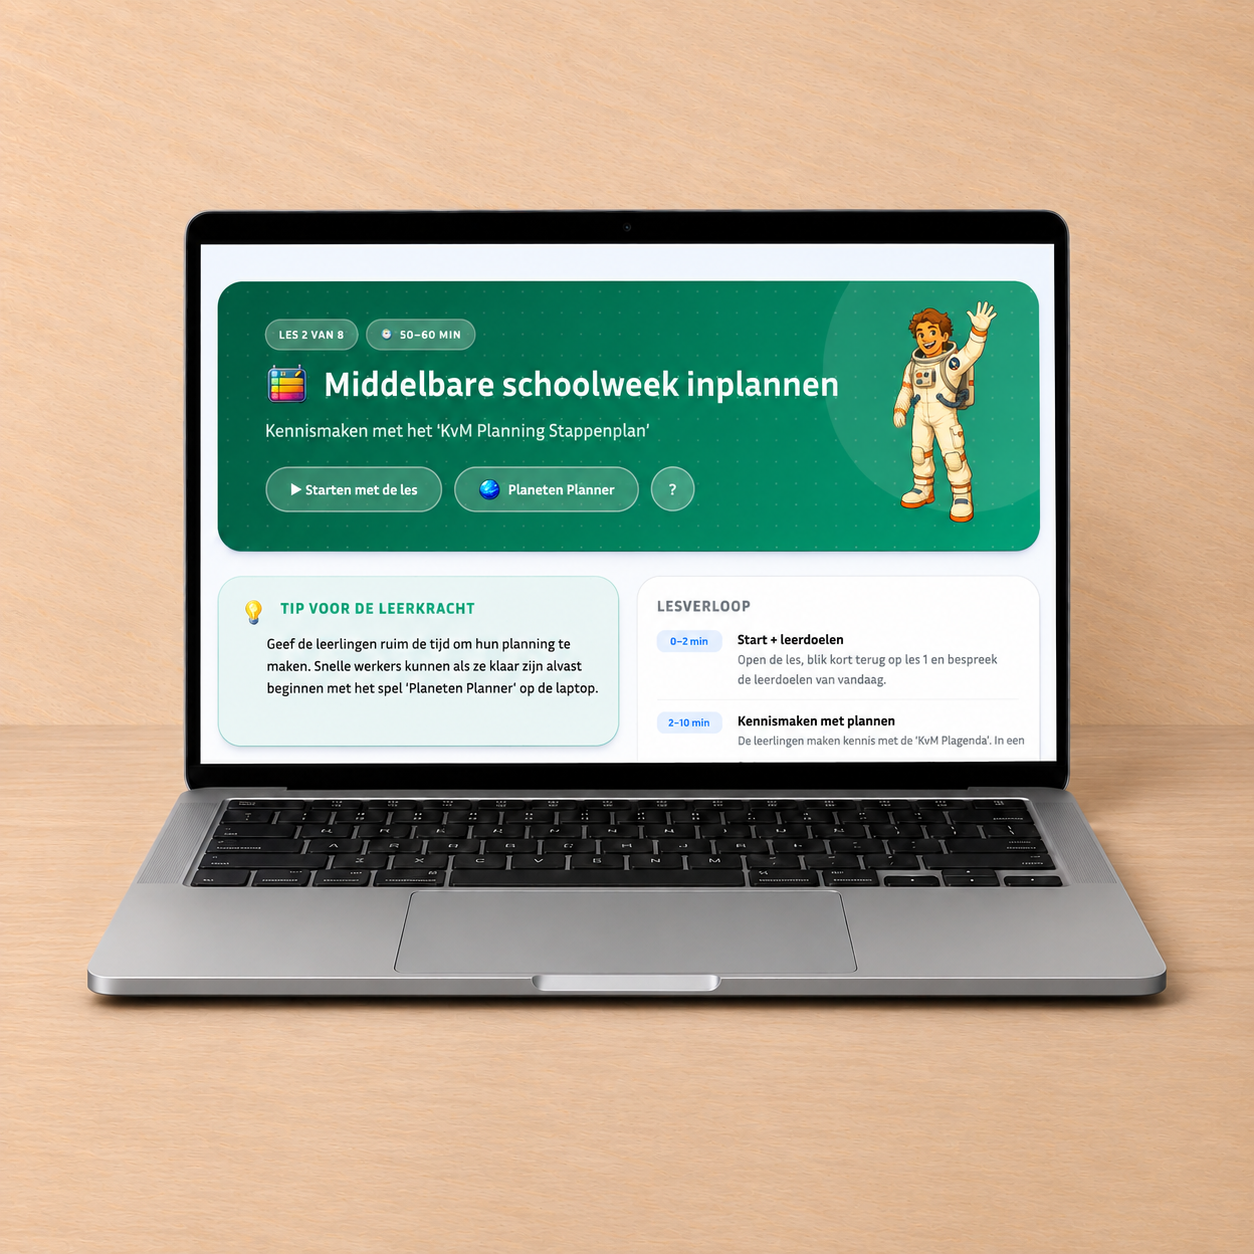 LES 2 VAN 8
50–60 MIN
Middelbare schoolweek inplannen
Kennismaken met het ‘KvM Planning Stappenplan’
Starten met de les
Planeten Planner
?
TIP VOOR DE LEERKRACHT
Geef de leerlingen ruim de tijd om hun planning te
maken. Snelle werkers kunnen als ze klaar zijn alvast
beginnen met het spel ‘Planeten Planner’ op de laptop.
LESVERLOOP
0–2 min
Start + leerdoelen
Open de les, blik kort terug op les 1 en bespreek
de leerdoelen van vandaag.
2–10 min
Kennismaken met plannen
De leerlingen maken kennis met de ‘KvM Plagenda’. In een